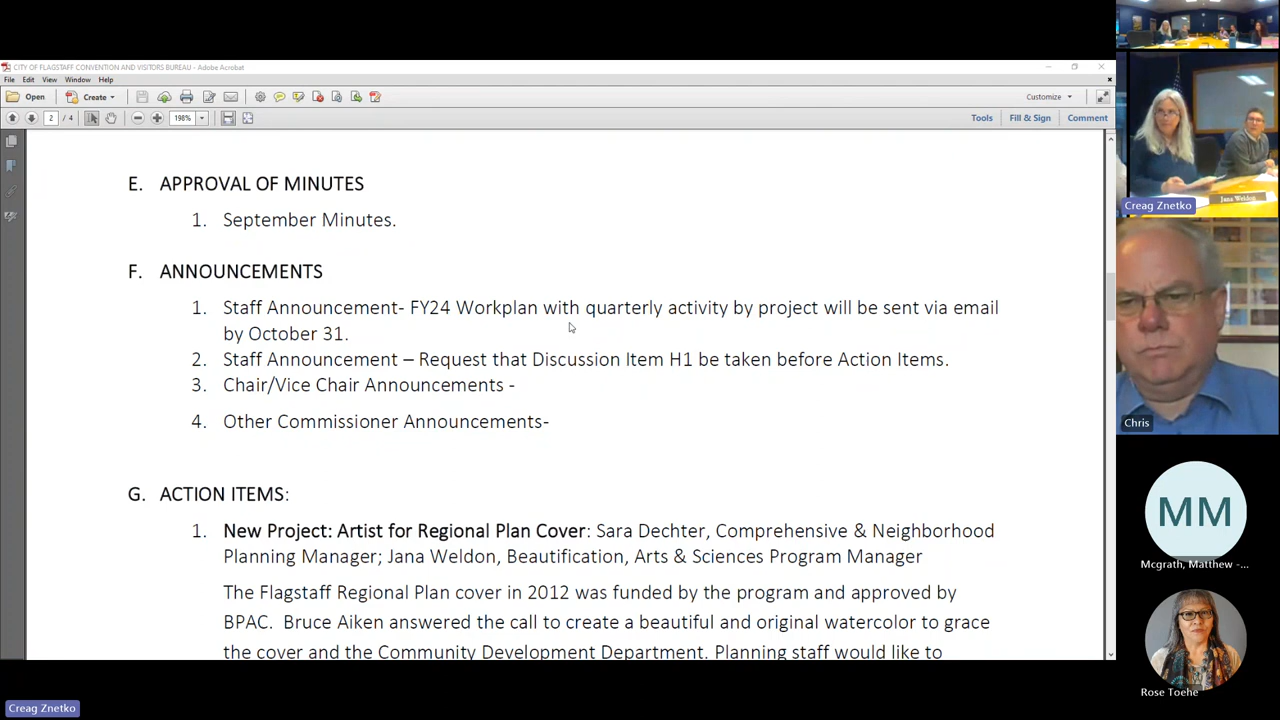 CITY OF FLAGSTAFF CONVENTION AND VISITORS BUREAU - Adobe Acrobat
File Edit View Window Help
Open Create Customize
2 / 4 198% Tools Fill & Sign Comment
E. APPROVAL OF MINUTES
1. September Minutes.
F. ANNOUNCEMENTS
1. Staff Announcement- FY24 Workplan with quarterly activity by project will be sent via email
by October 31.
2. Staff Announcement – Request that Discussion Item H1 be taken before Action Items.
3. Chair/Vice Chair Announcements -
4. Other Commissioner Announcements-
G. ACTION ITEMS:
1. New Project: Artist for Regional Plan Cover: Sara Dechter, Comprehensive & Neighborhood
Planning Manager; Jana Weldon, Beautification, Arts & Sciences Program Manager
The Flagstaff Regional Plan cover in 2012 was funded by the program and approved by
BPAC. Bruce Aiken answered the call to create a beautiful and original watercolor to grace
the cover and the Community Development Department. Planning staff would like to
Jana Weldon
Creag Znetko
Chris
MM
Mcgrath, Matthew -...
Rose Toehe
Creag Znetko